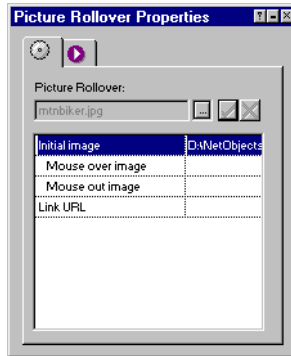 Picture Rollover Properties
Picture Rollover:
mtnbiker.jpg
...
Initial image D:\NetObjects
Mouse over image
Mouse out image
Link URL